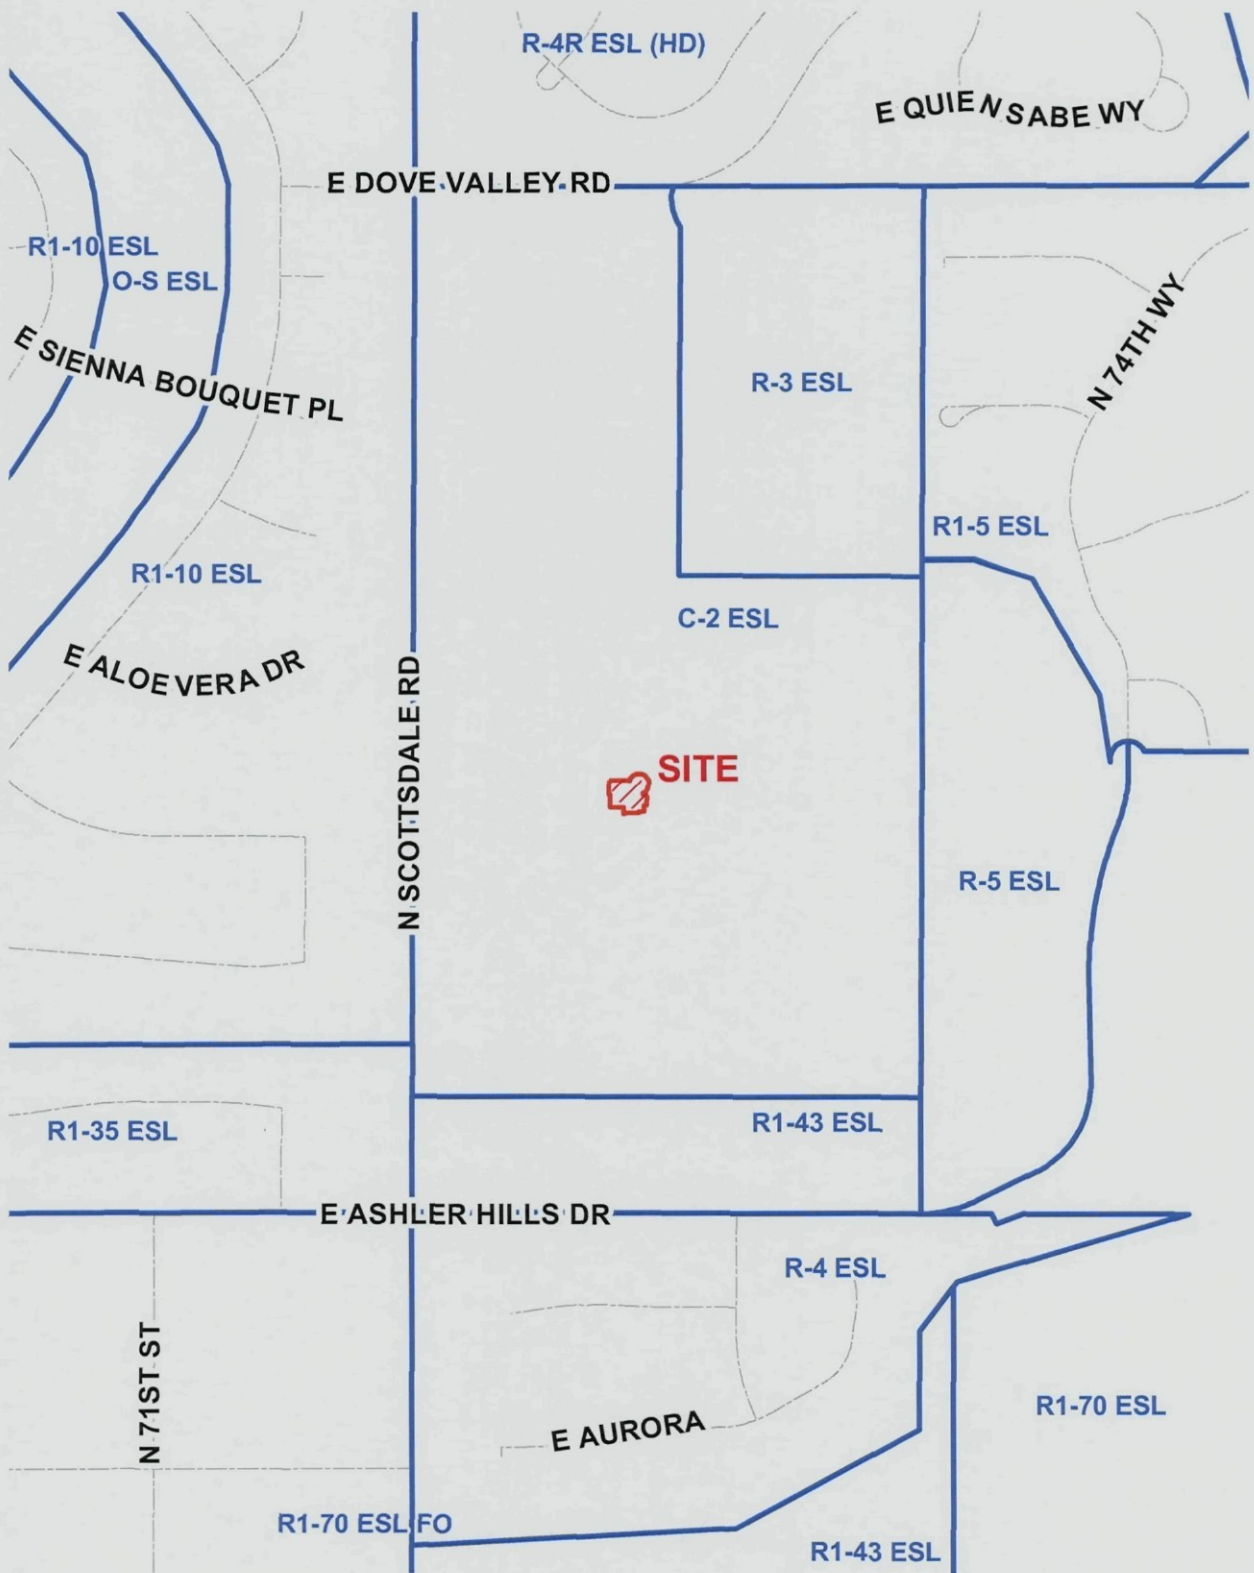 R-4R ESL (HD)
E QUIEN SABE WY
E DOVE VALLEY RD
R1-10 ESL
O-S ESL
N 74TH WY
E SIENNA BOUQUET PL
R-3 ESL
R1-5 ESL
R1-10 ESL
C-2 ESL
E ALOE VERA DR
N SCOTTSDALE RD
SITE
R-5 ESL
R1-35 ESL
R1-43 ESL
E ASHLER HILLS DR
R-4 ESL
N 71ST ST
E AURORA
R1-70 ESL
R1-70 ESL FO
R1-43 ESL